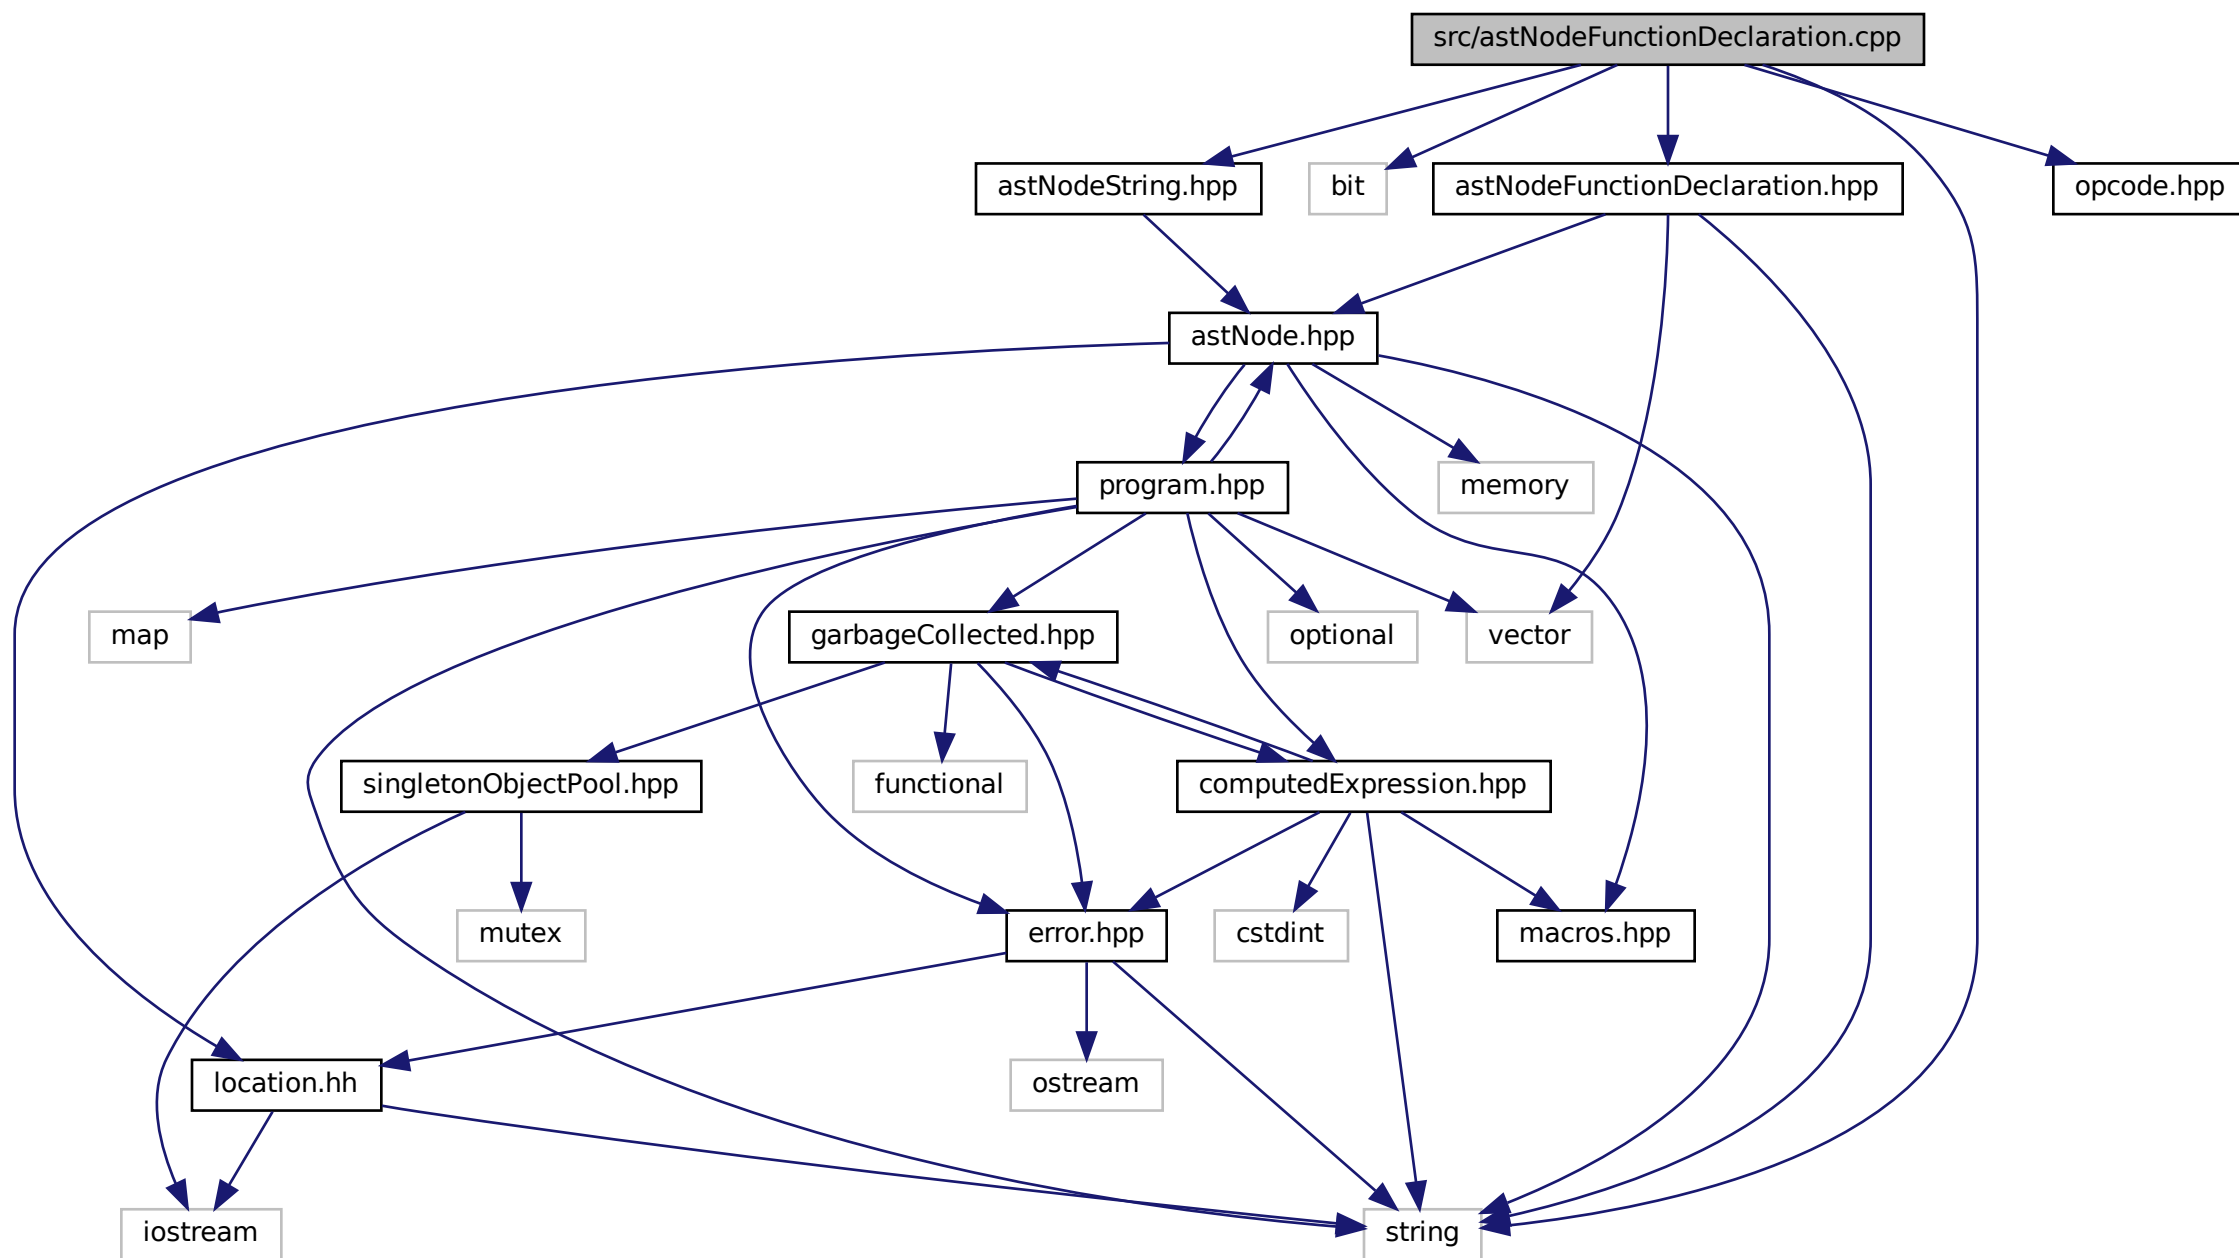 src/astNodeFunctionDeclaration.cpp
astNodeString.hpp
bit
astNodeFunctionDeclaration.hpp
opcode.hpp
astNode.hpp
program.hpp
memory
map
garbageCollected.hpp
optional
vector
singletonObjectPool.hpp
functional
computedExpression.hpp
mutex
error.hpp
cstdint
macros.hpp
location.hh
ostream
iostream
string